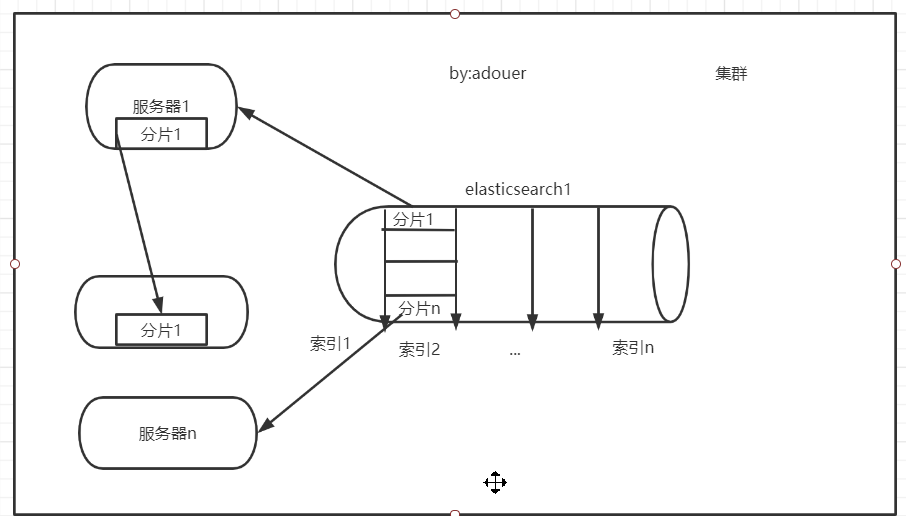 by:adouer
集群
服务器1
分片1
elasticsearch1
分片1
分片n
分片1
索引1
索引2
...
索引n
服务器n